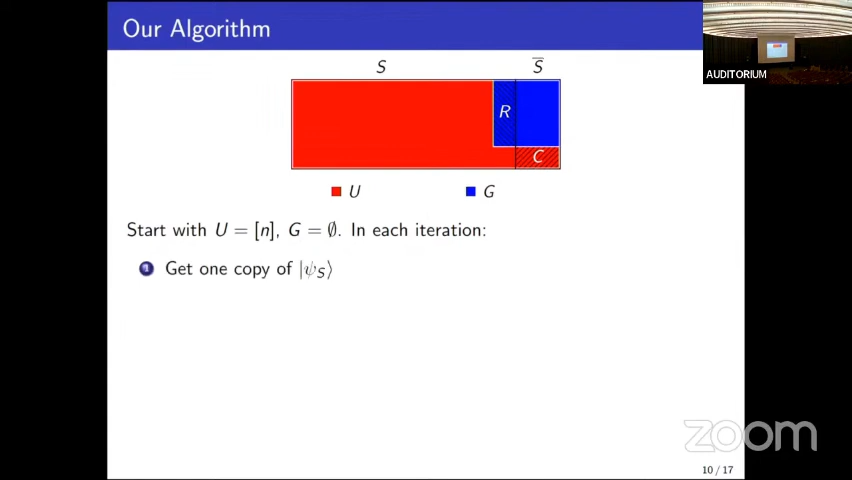 Our Algorithm
AUDITORIUM
S
S̅
R
C
U
G
Start with U = [n], G = ∅. In each iteration:
1 Get one copy of |ψ_S⟩
zoom
10 / 17